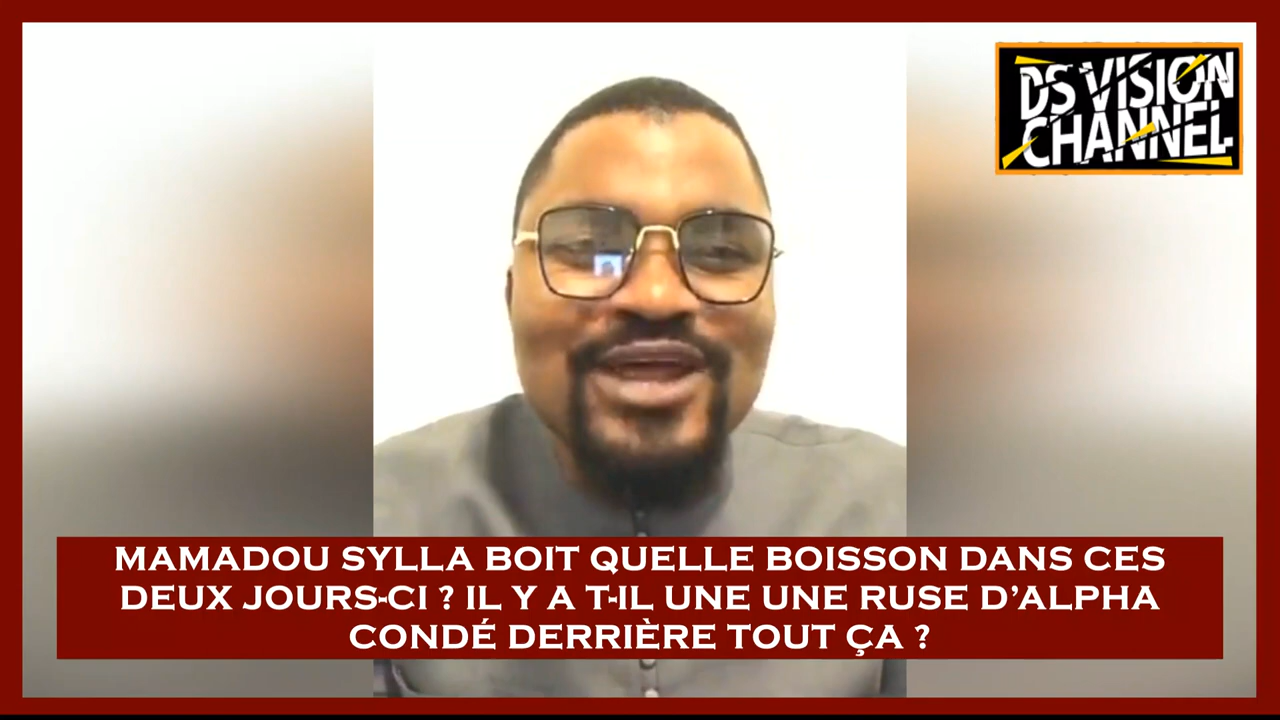 DS VISION
CHANNEL
MAMADOU SYLLA BOIT QUELLE BOISSON DANS CES
DEUX JOURS-CI ? IL Y A T-IL UNE UNE RUSE D'ALPHA
CONDÉ DERRIÈRE TOUT ÇA ?